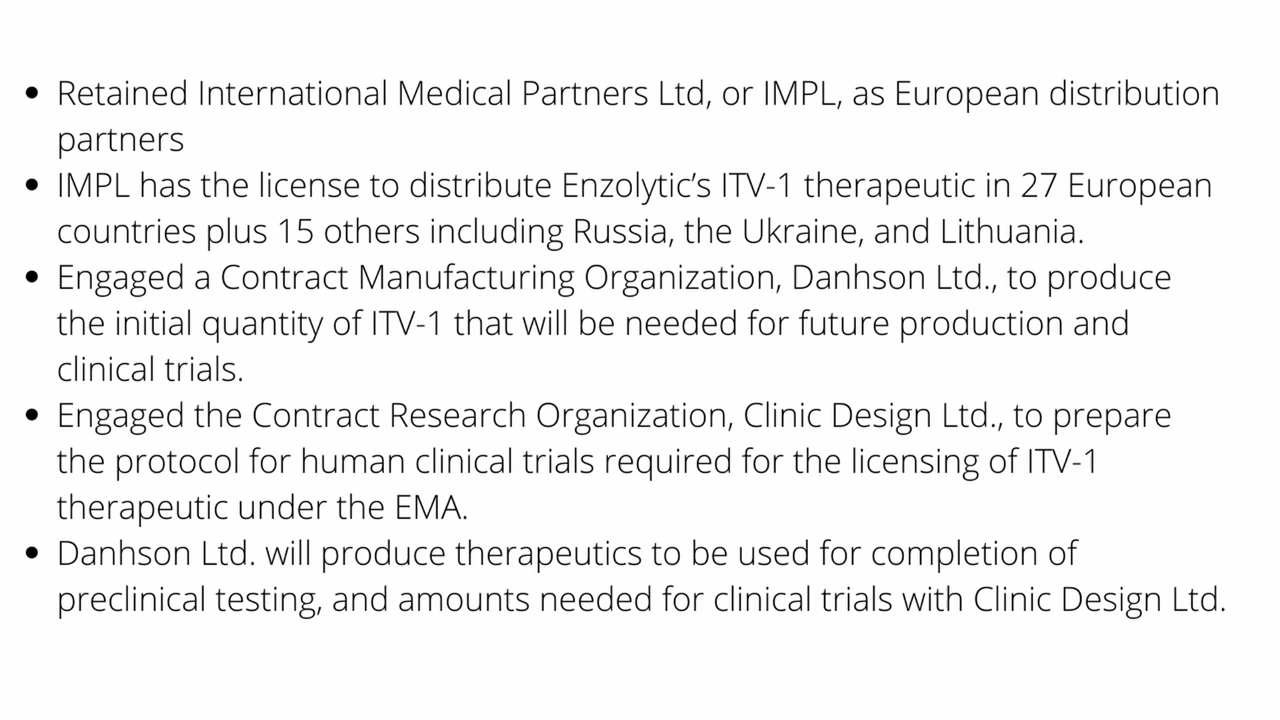 • Retained International Medical Partners Ltd, or IMPL, as European distribution
partners
• IMPL has the license to distribute Enzolytic’s ITV-1 therapeutic in 27 European
countries plus 15 others including Russia, the Ukraine, and Lithuania.
• Engaged a Contract Manufacturing Organization, Danhson Ltd., to produce
the initial quantity of ITV-1 that will be needed for future production and
clinical trials.
• Engaged the Contract Research Organization, Clinic Design Ltd., to prepare
the protocol for human clinical trials required for the licensing of ITV-1
therapeutic under the EMA.
• Danhson Ltd. will produce therapeutics to be used for completion of
preclinical testing, and amounts needed for clinical trials with Clinic Design Ltd.